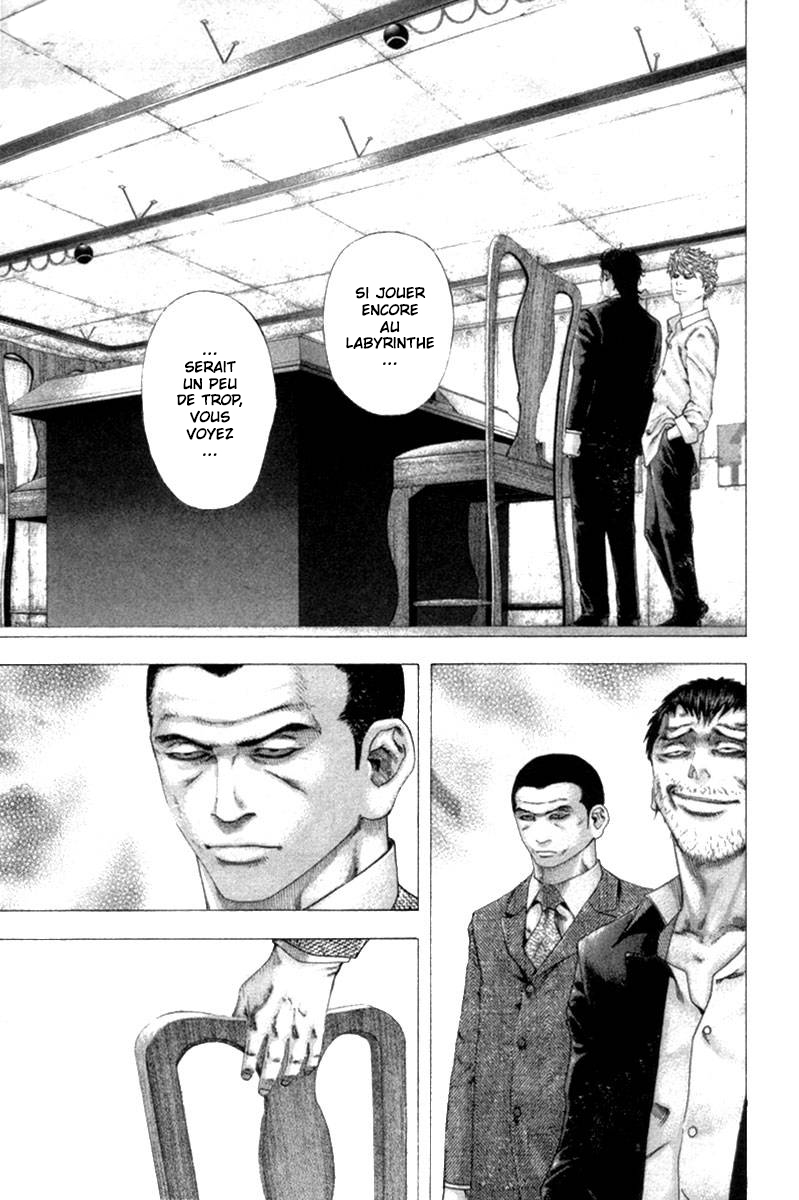 SI JOUER
ENCORE
AU
LABYRINTHE
...
...
SERAIT
UN PEU
DE TROP,
VOUS
VOYEZ
...